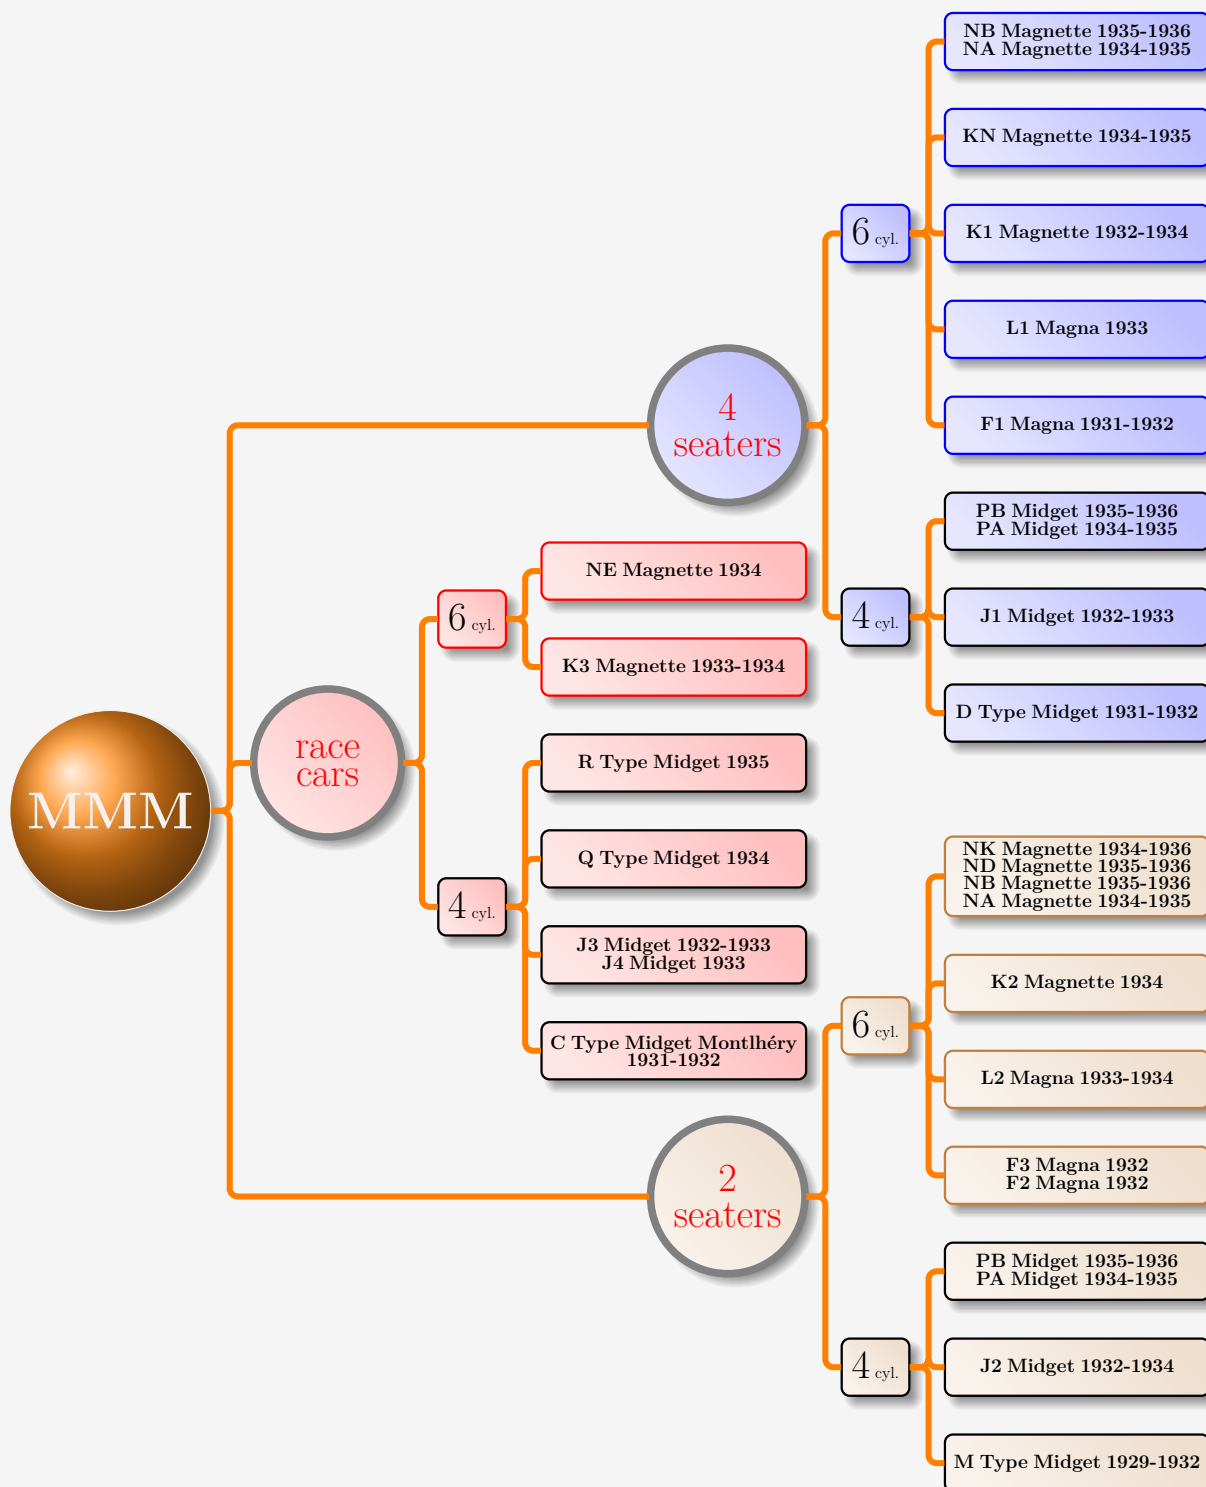 MMM
4
seaters
6 cyl.
NB Magnette 1935-1936
NA Magnette 1934-1935
KN Magnette 1934-1935
K1 Magnette 1932-1934
L1 Magna 1933
F1 Magna 1931-1932
4 cyl.
PB Midget 1935-1936
PA Midget 1934-1935
J1 Midget 1932-1933
D Type Midget 1931-1932
race
cars
6 cyl.
NE Magnette 1934
K3 Magnette 1933-1934
4 cyl.
R Type Midget 1935
Q Type Midget 1934
J3 Midget 1932-1933
J4 Midget 1933
C Type Midget Montlhéry
1931-1932
2
seaters
6 cyl.
NK Magnette 1934-1936
ND Magnette 1935-1936
NB Magnette 1935-1936
NA Magnette 1934-1935
K2 Magnette 1934
L2 Magna 1933-1934
F3 Magna 1932
F2 Magna 1932
4 cyl.
PB Midget 1935-1936
PA Midget 1934-1935
J2 Midget 1932-1934
M Type Midget 1929-1932